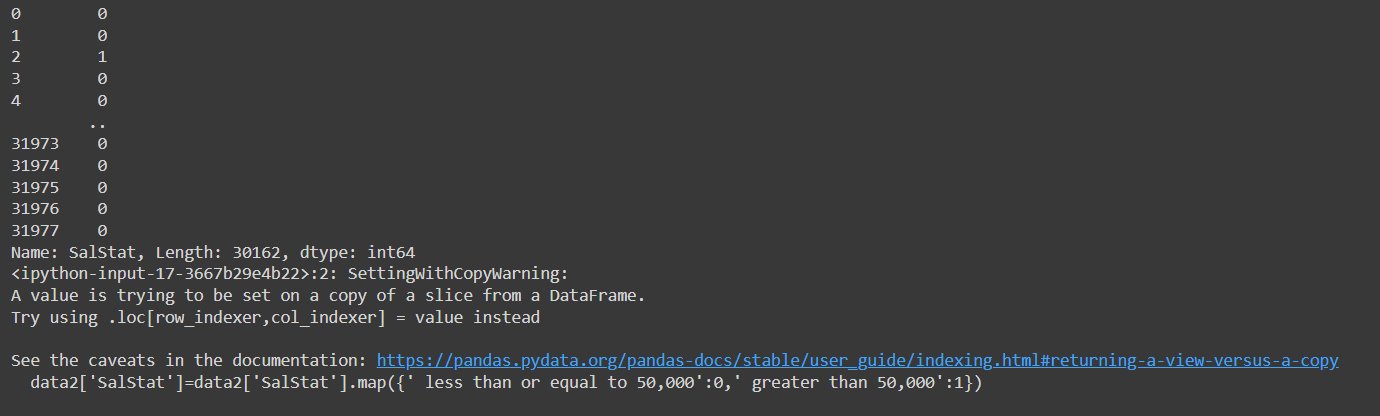 0        0
1        0
2        1
3        0
4        0
        ..
31973    0
31974    0
31975    0
31976    0
31977    0
Name: SalStat, Length: 30162, dtype: int64
<ipython-input-17-3667b29e4b22>:2: SettingWithCopyWarning:
A value is trying to be set on a copy of a slice from a DataFrame.
Try using .loc[row_indexer,col_indexer] = value instead

See the caveats in the documentation: https://pandas.pydata.org/pandas-docs/stable/user_guide/indexing.html#returning-a-view-versus-a-copy
  data2['SalStat']=data2['SalStat'].map({' less than or equal to 50,000':0,' greater than 50,000':1})